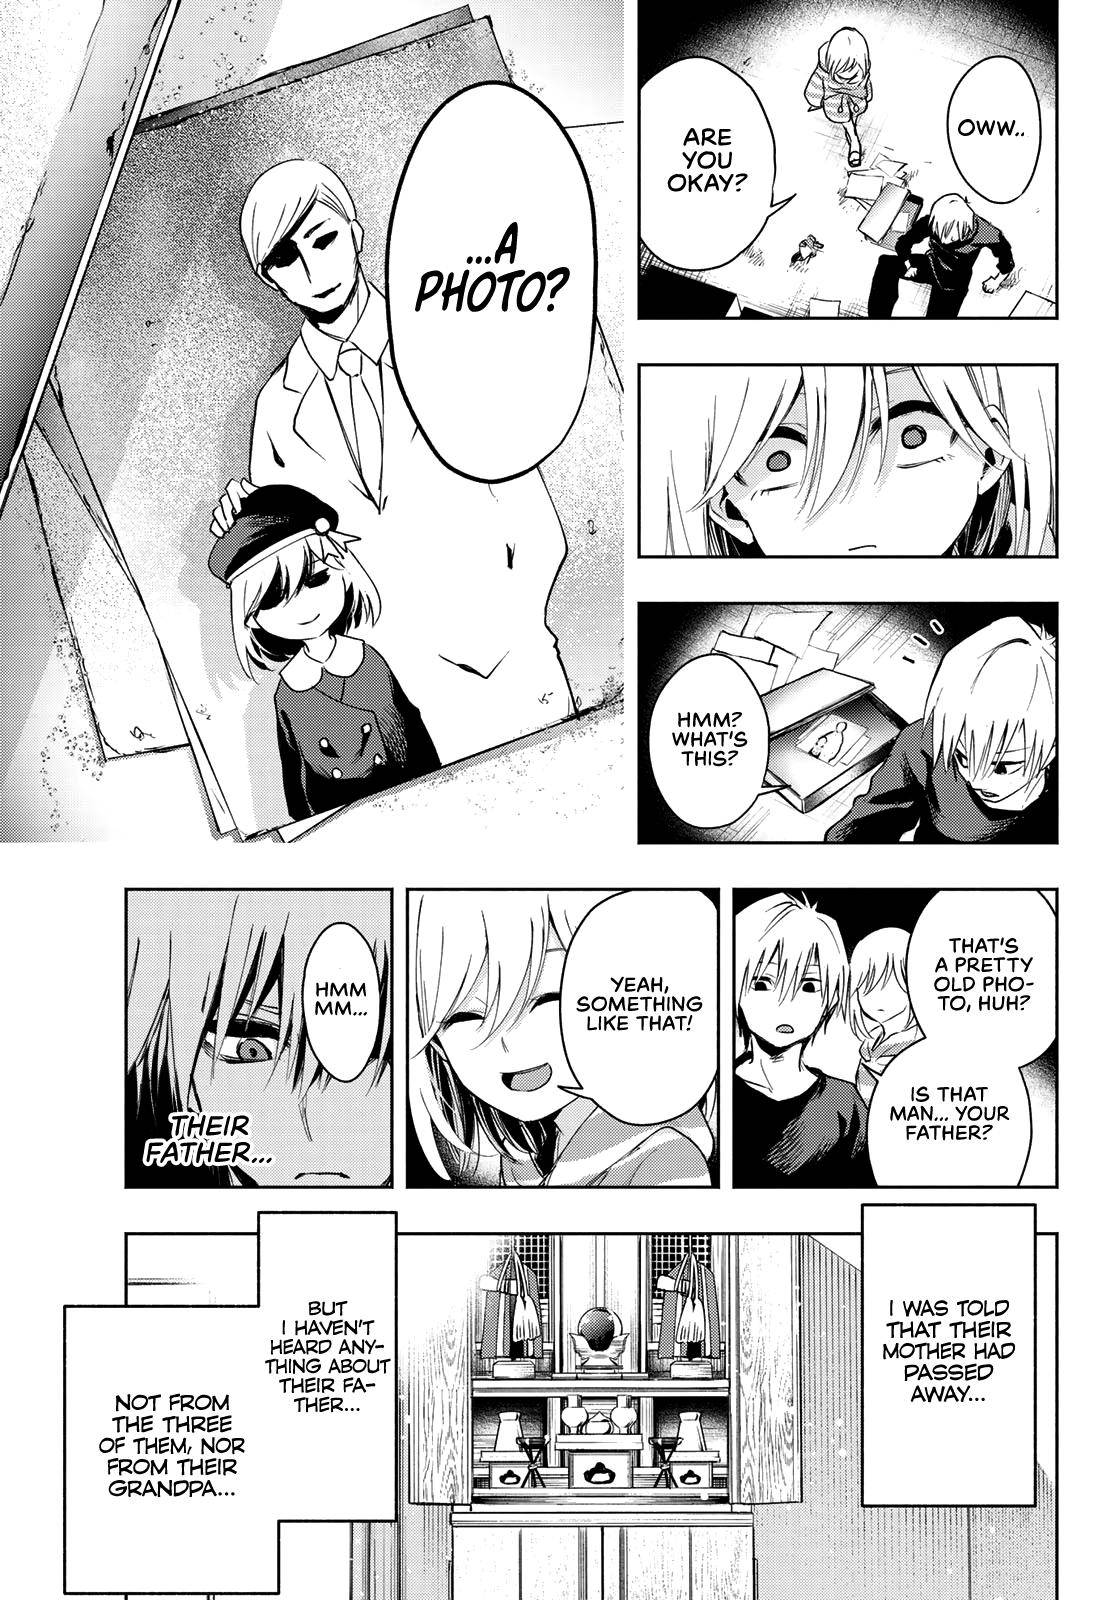 OWW..
ARE
YOU
OKAY?
HMM?
WHAT'S
THIS?
...A
PHOTO?
THAT'S
A PRETTY
OLD PHO-
TO, HUH?
IS THAT
MAN... YOUR
FATHER?
YEAH,
SOMETHING
LIKE THAT!
HMM
MM...
THEIR
FATHER...
I WAS TOLD
THAT THEIR
MOTHER HAD
PASSED
AWAY...
BUT
I HAVEN'T
HEARD ANY-
THING ABOUT
THEIR FA-
THER...
NOT FROM
THE THREE
OF THEM, NOR
FROM THEIR
GRANDPA...